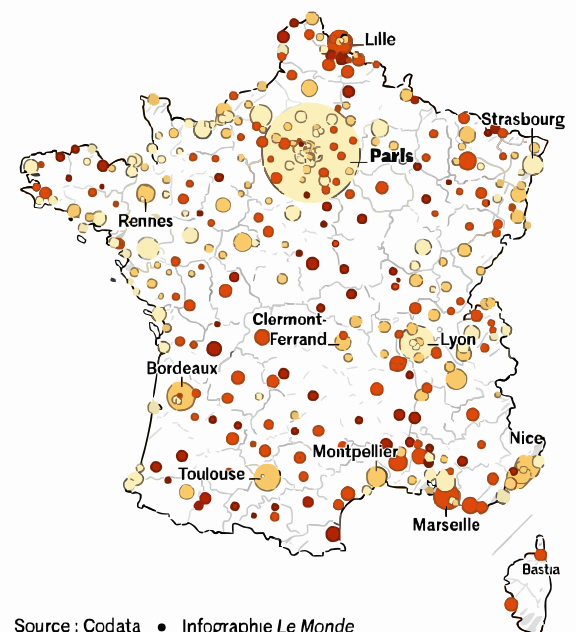 Lille
Strasbourg
Paris
Rennes
Clermont-
Ferrand
Lyon
Bordeaux
Nice
Montpellier
Toulouse
Marseille
Bastia
Source : Codata • Infographie Le Monde